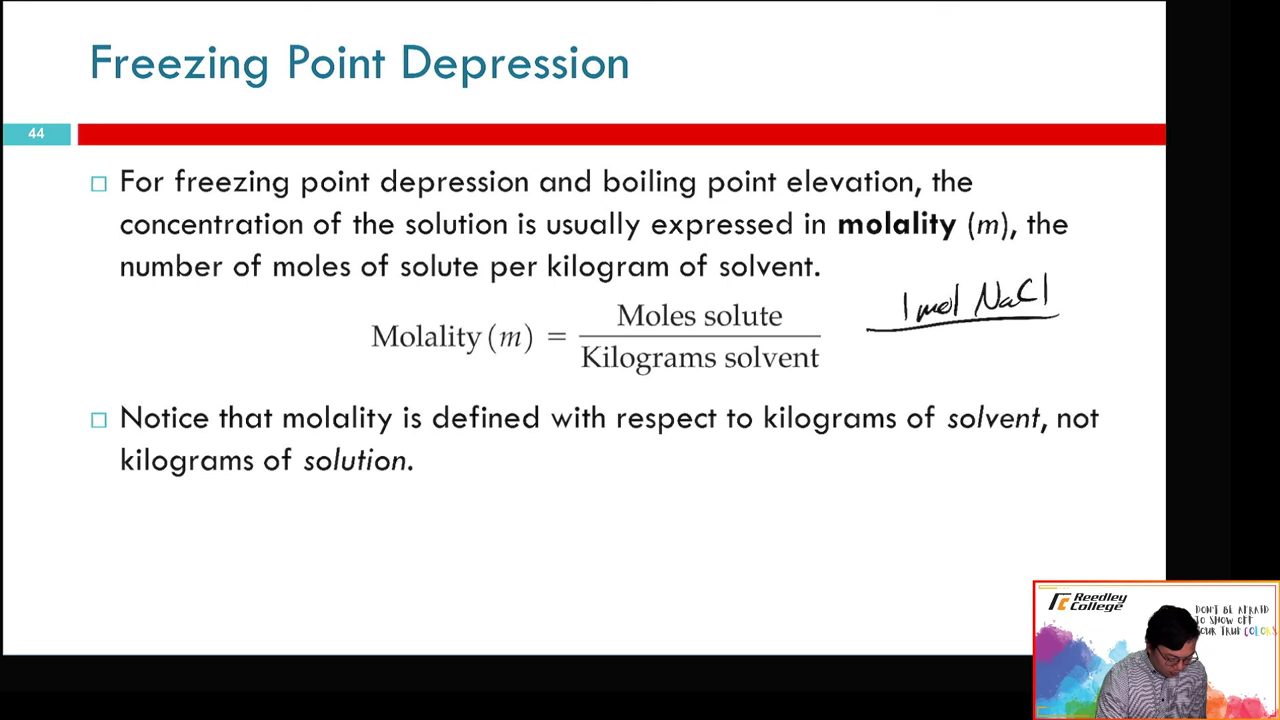 Freezing Point Depression
44
□ For freezing point depression and boiling point elevation, the
concentration of the solution is usually expressed in molality (m), the
number of moles of solute per kilogram of solvent.
1 mol NaCl
Molality (m) = Moles solute
Kilograms solvent
□ Notice that molality is defined with respect to kilograms of solvent, not
kilograms of solution.
Reedley
College
DON'T BE AFRAID
TO SHOW OFF
YOUR TRUE COLORS